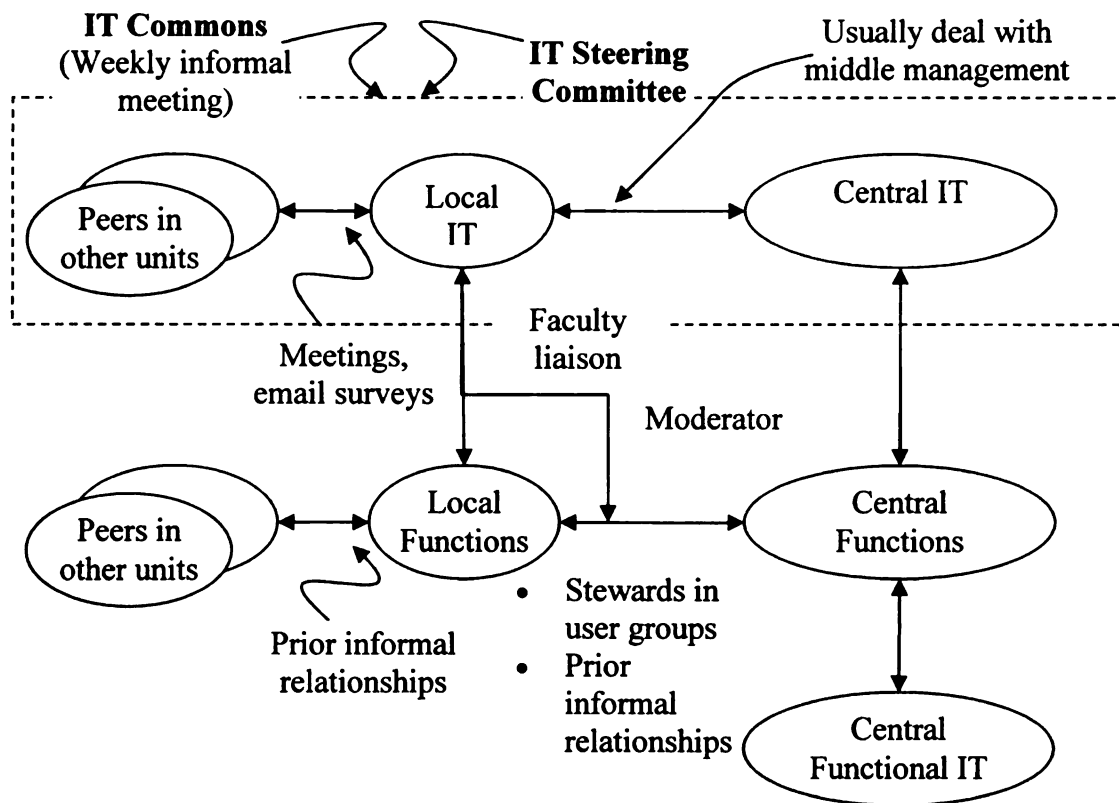 IT Commons
(Weekly informal
meeting)
IT Steering
Committee
Usually deal with
middle management
Peers in
other units
Local
IT
Central IT
Meetings,
email surveys
Faculty
liaison
Moderator
Peers in
other units
Local
Functions
Central
Functions
Prior informal
relationships
• Stewards in
user groups
• Prior
informal
relationships
Central
Functional IT